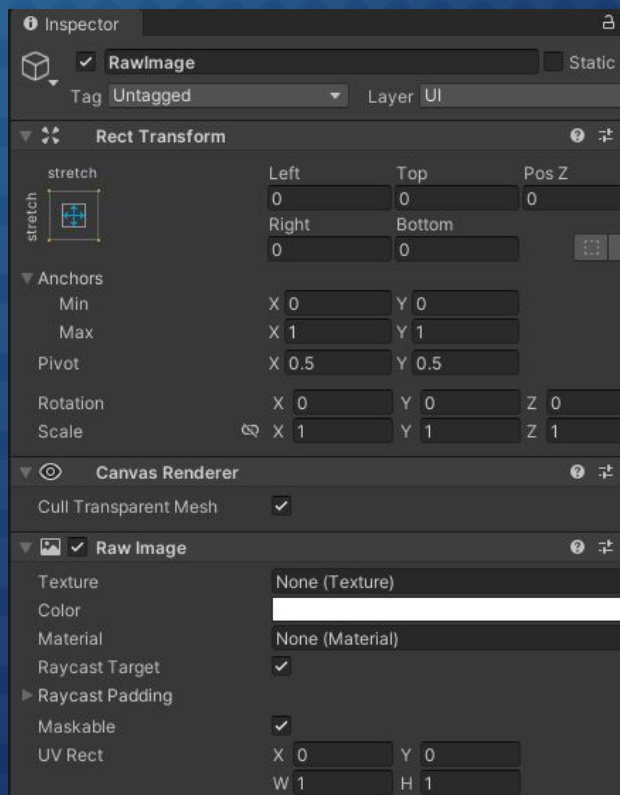 Inspector
RawImage Static
Tag Untagged Layer UI
Rect Transform
stretch Left Top Pos Z
stretch 0 0 0
Right Bottom
0 0
Anchors
Min X 0 Y 0
Max X 1 Y 1
Pivot X 0.5 Y 0.5
Rotation X 0 Y 0 Z 0
Scale X 1 Y 1 Z 1
Canvas Renderer
Cull Transparent Mesh
Raw Image
Texture None (Texture)
Color
Material None (Material)
Raycast Target
Raycast Padding
Maskable
UV Rect X 0 Y 0
W 1 H 1